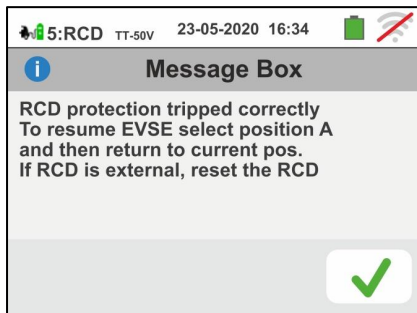 5:RCD TT-50V 23-05-2020 16:34
Message Box
RCD protection tripped correctly
To resume EVSE select position A
and then return to current pos.
If RCD is external, reset the RCD